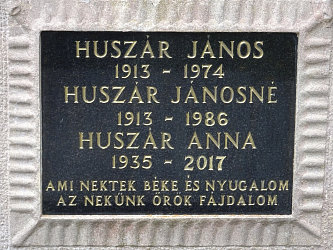 HUSZÁR JÁNOS
1913 - 1974
HUSZÁR JÁNOSNÉ
1913 - 1986
HUSZÁR ANNA
1935 - 2017
AMI NEKTEK BÉKE ÉS NYUGALOM
AZ NEKÜNK ÖRÖK FÁJDALOM